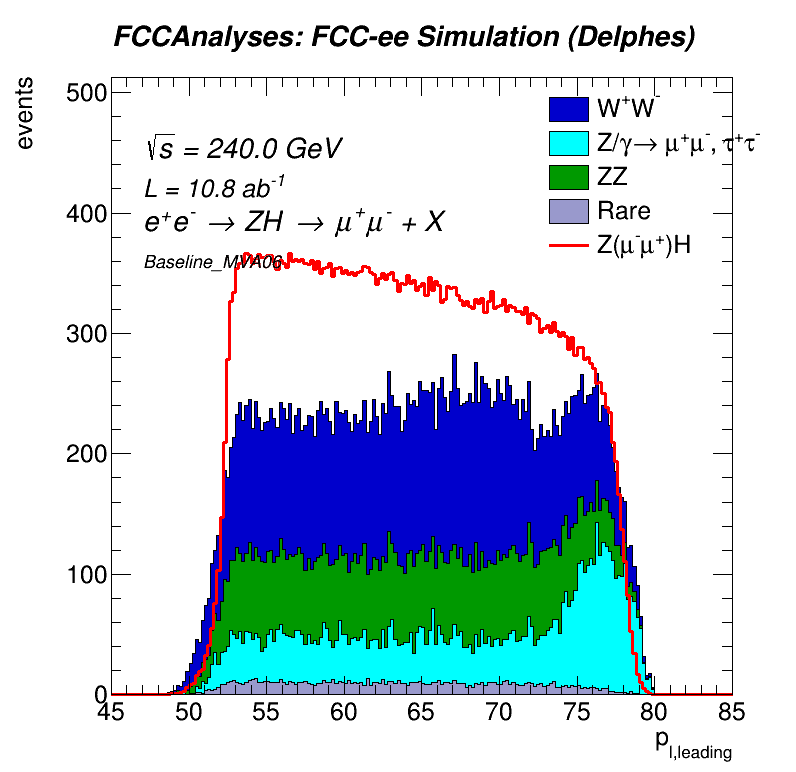 FCCAnalyses: FCC-ee Simulation (Delphes)
events
500
400
300
200
100
0
√s = 240.0 GeV
L = 10.8 ab⁻¹
e⁺e⁻ → ZH → μ⁺μ⁻ + X
Baseline_MVA06
W⁺W⁻
Z/γ→ μ⁺μ⁻, τ⁺τ⁻
ZZ
Rare
Z(μ⁻μ⁺)H
45 50 55 60 65 70 75 80 85
p_l,leading